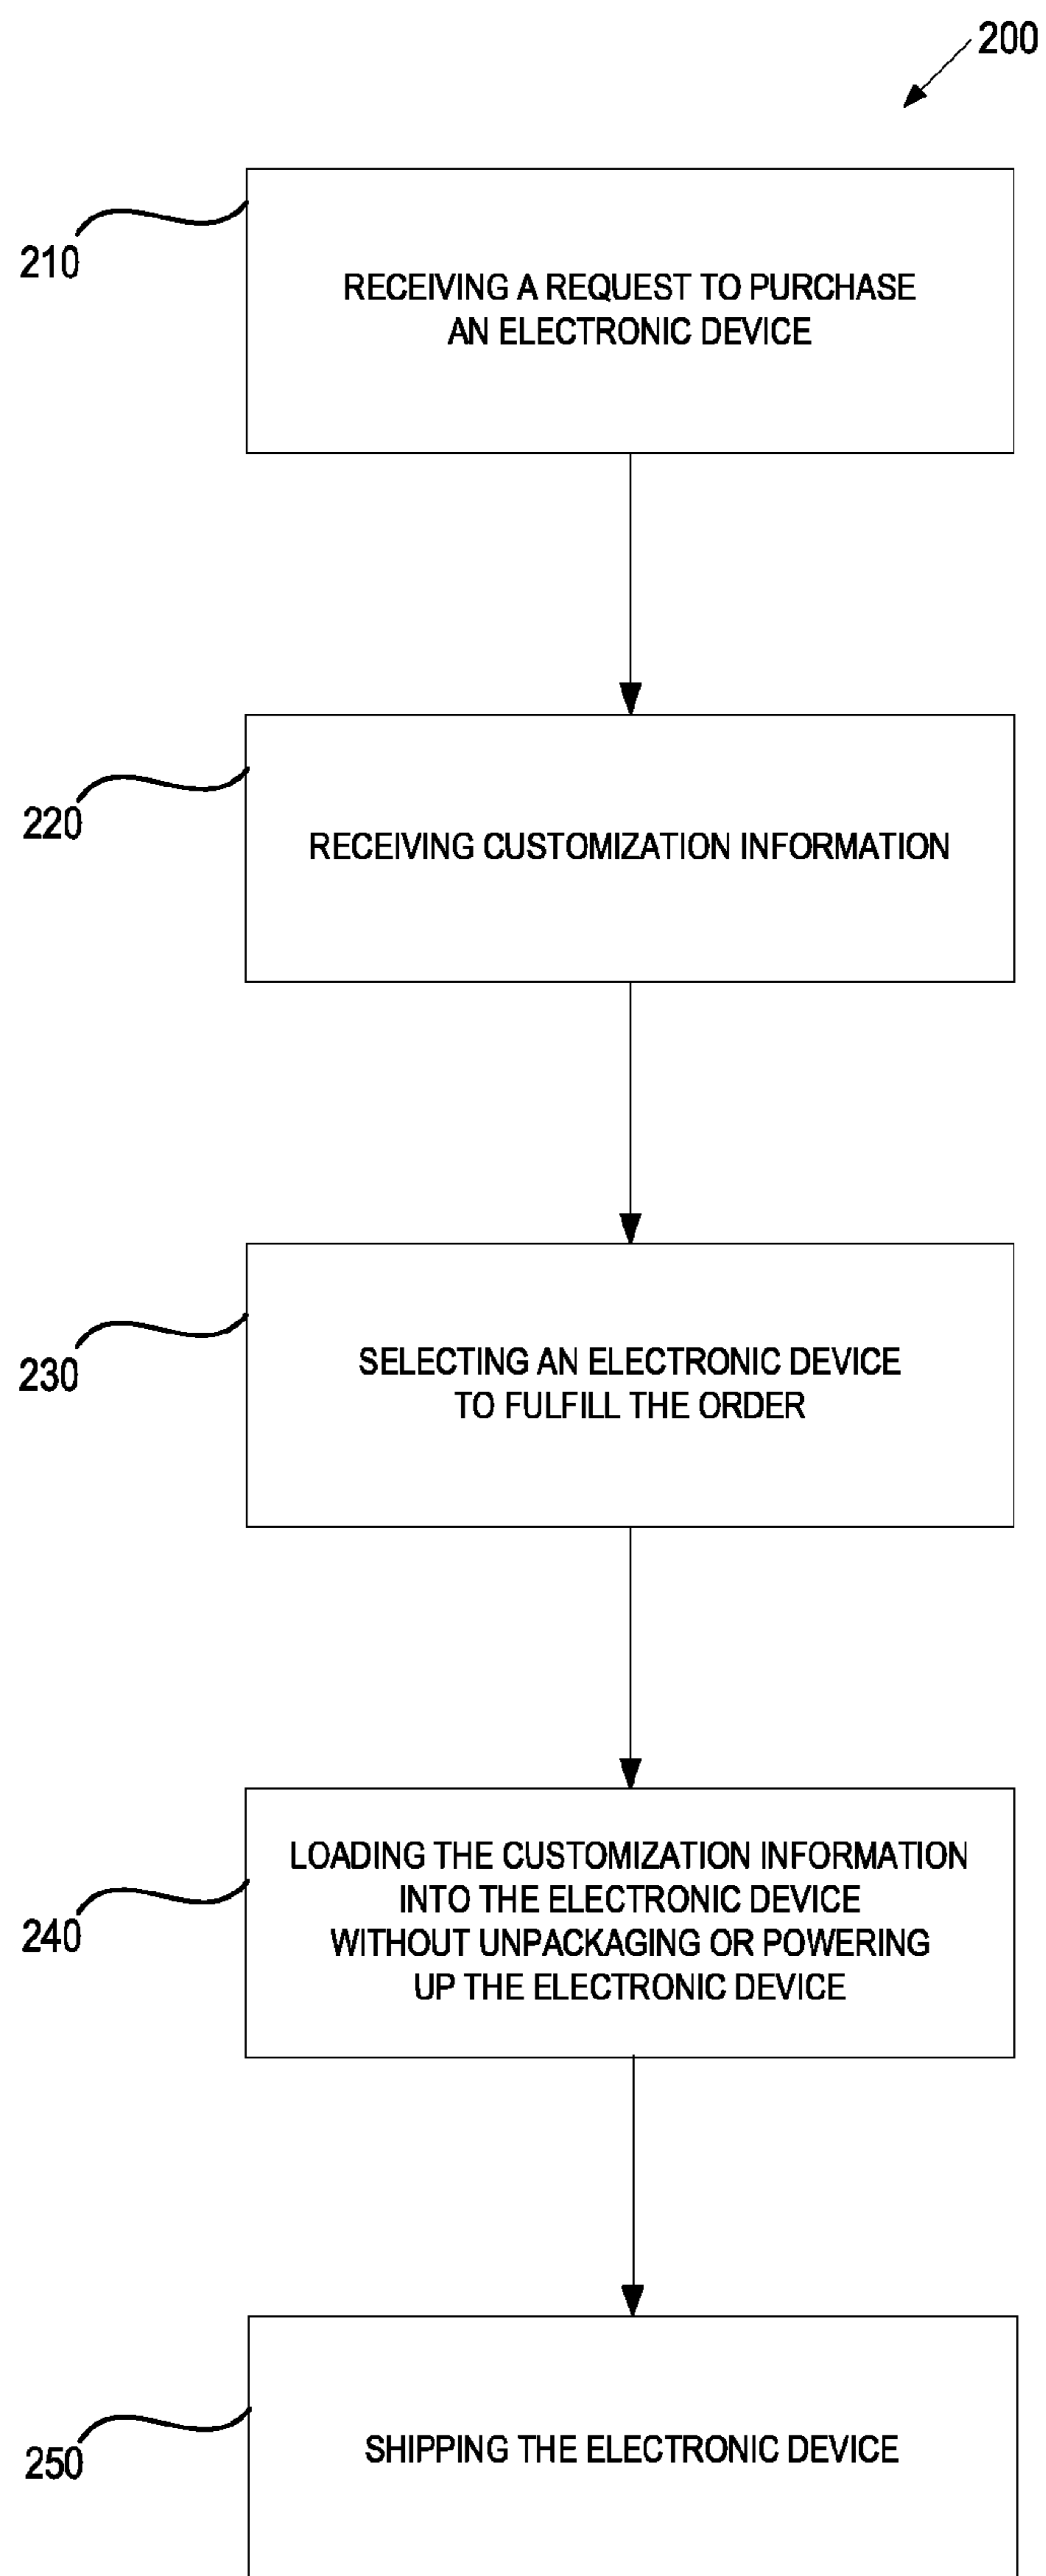 200
210
RECEIVING A REQUEST TO PURCHASE
AN ELECTRONIC DEVICE
220
RECEIVING CUSTOMIZATION INFORMATION
230
SELECTING AN ELECTRONIC DEVICE
TO FULFILL THE ORDER
240
LOADING THE CUSTOMIZATION INFORMATION
INTO THE ELECTRONIC DEVICE
WITHOUT UNPACKAGING OR POWERING
UP THE ELECTRONIC DEVICE
250
SHIPPING THE ELECTRONIC DEVICE